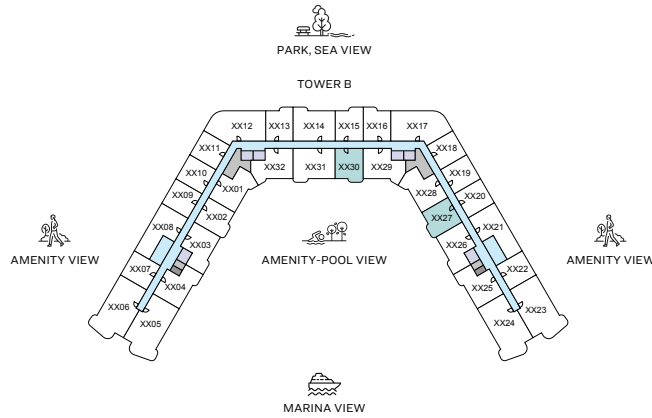 PARK, SEA VIEW
TOWER B
XX12
XX13
XX14
XX15
XX16
XX17
XX11
XX18
XX10
XX01
XX32
XX31
XX30
XX29
XX28
XX19
XX09
XX02
XX27
XX20
XX08
XX03
XX26
XX21
AMENITY VIEW
AMENITY-POOL VIEW
AMENITY VIEW
XX07
XX04
XX25
XX22
XX06
XX05
XX24
XX23
MARINA VIEW